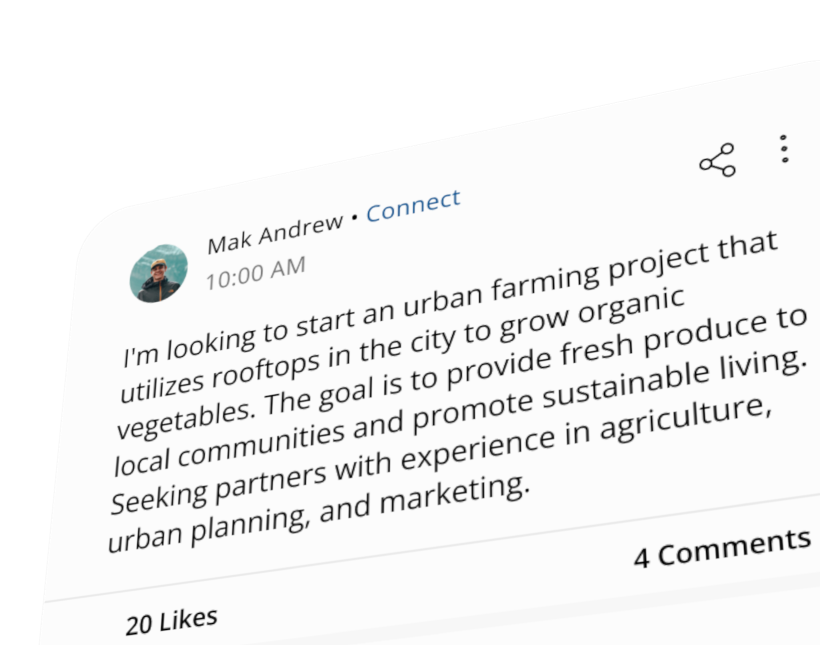 Mak Andrew • Connect
10:00 AM
I'm looking to start an urban farming project that
utilizes rooftops in the city to grow organic
vegetables. The goal is to provide fresh produce to
local communities and promote sustainable living.
Seeking partners with experience in agriculture,
urban planning, and marketing.
20 Likes
4 Comments